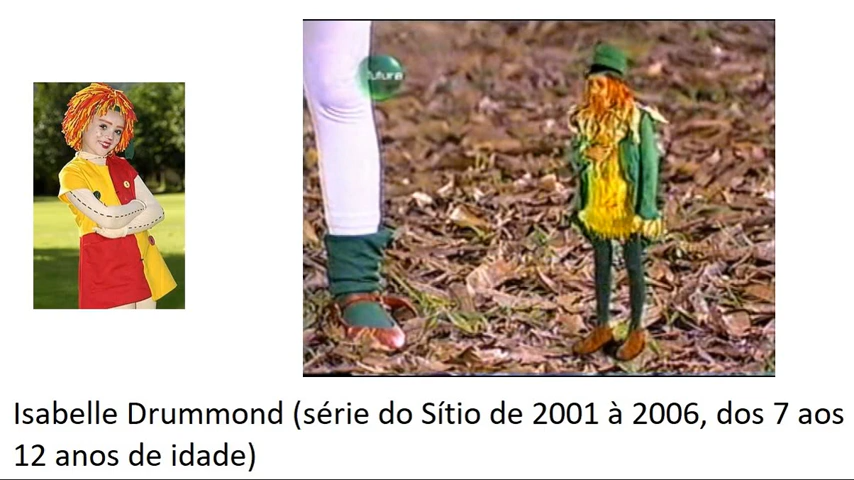 futura
Isabelle Drummond (série do Sítio de 2001 à 2006, dos 7 aos
12 anos de idade)